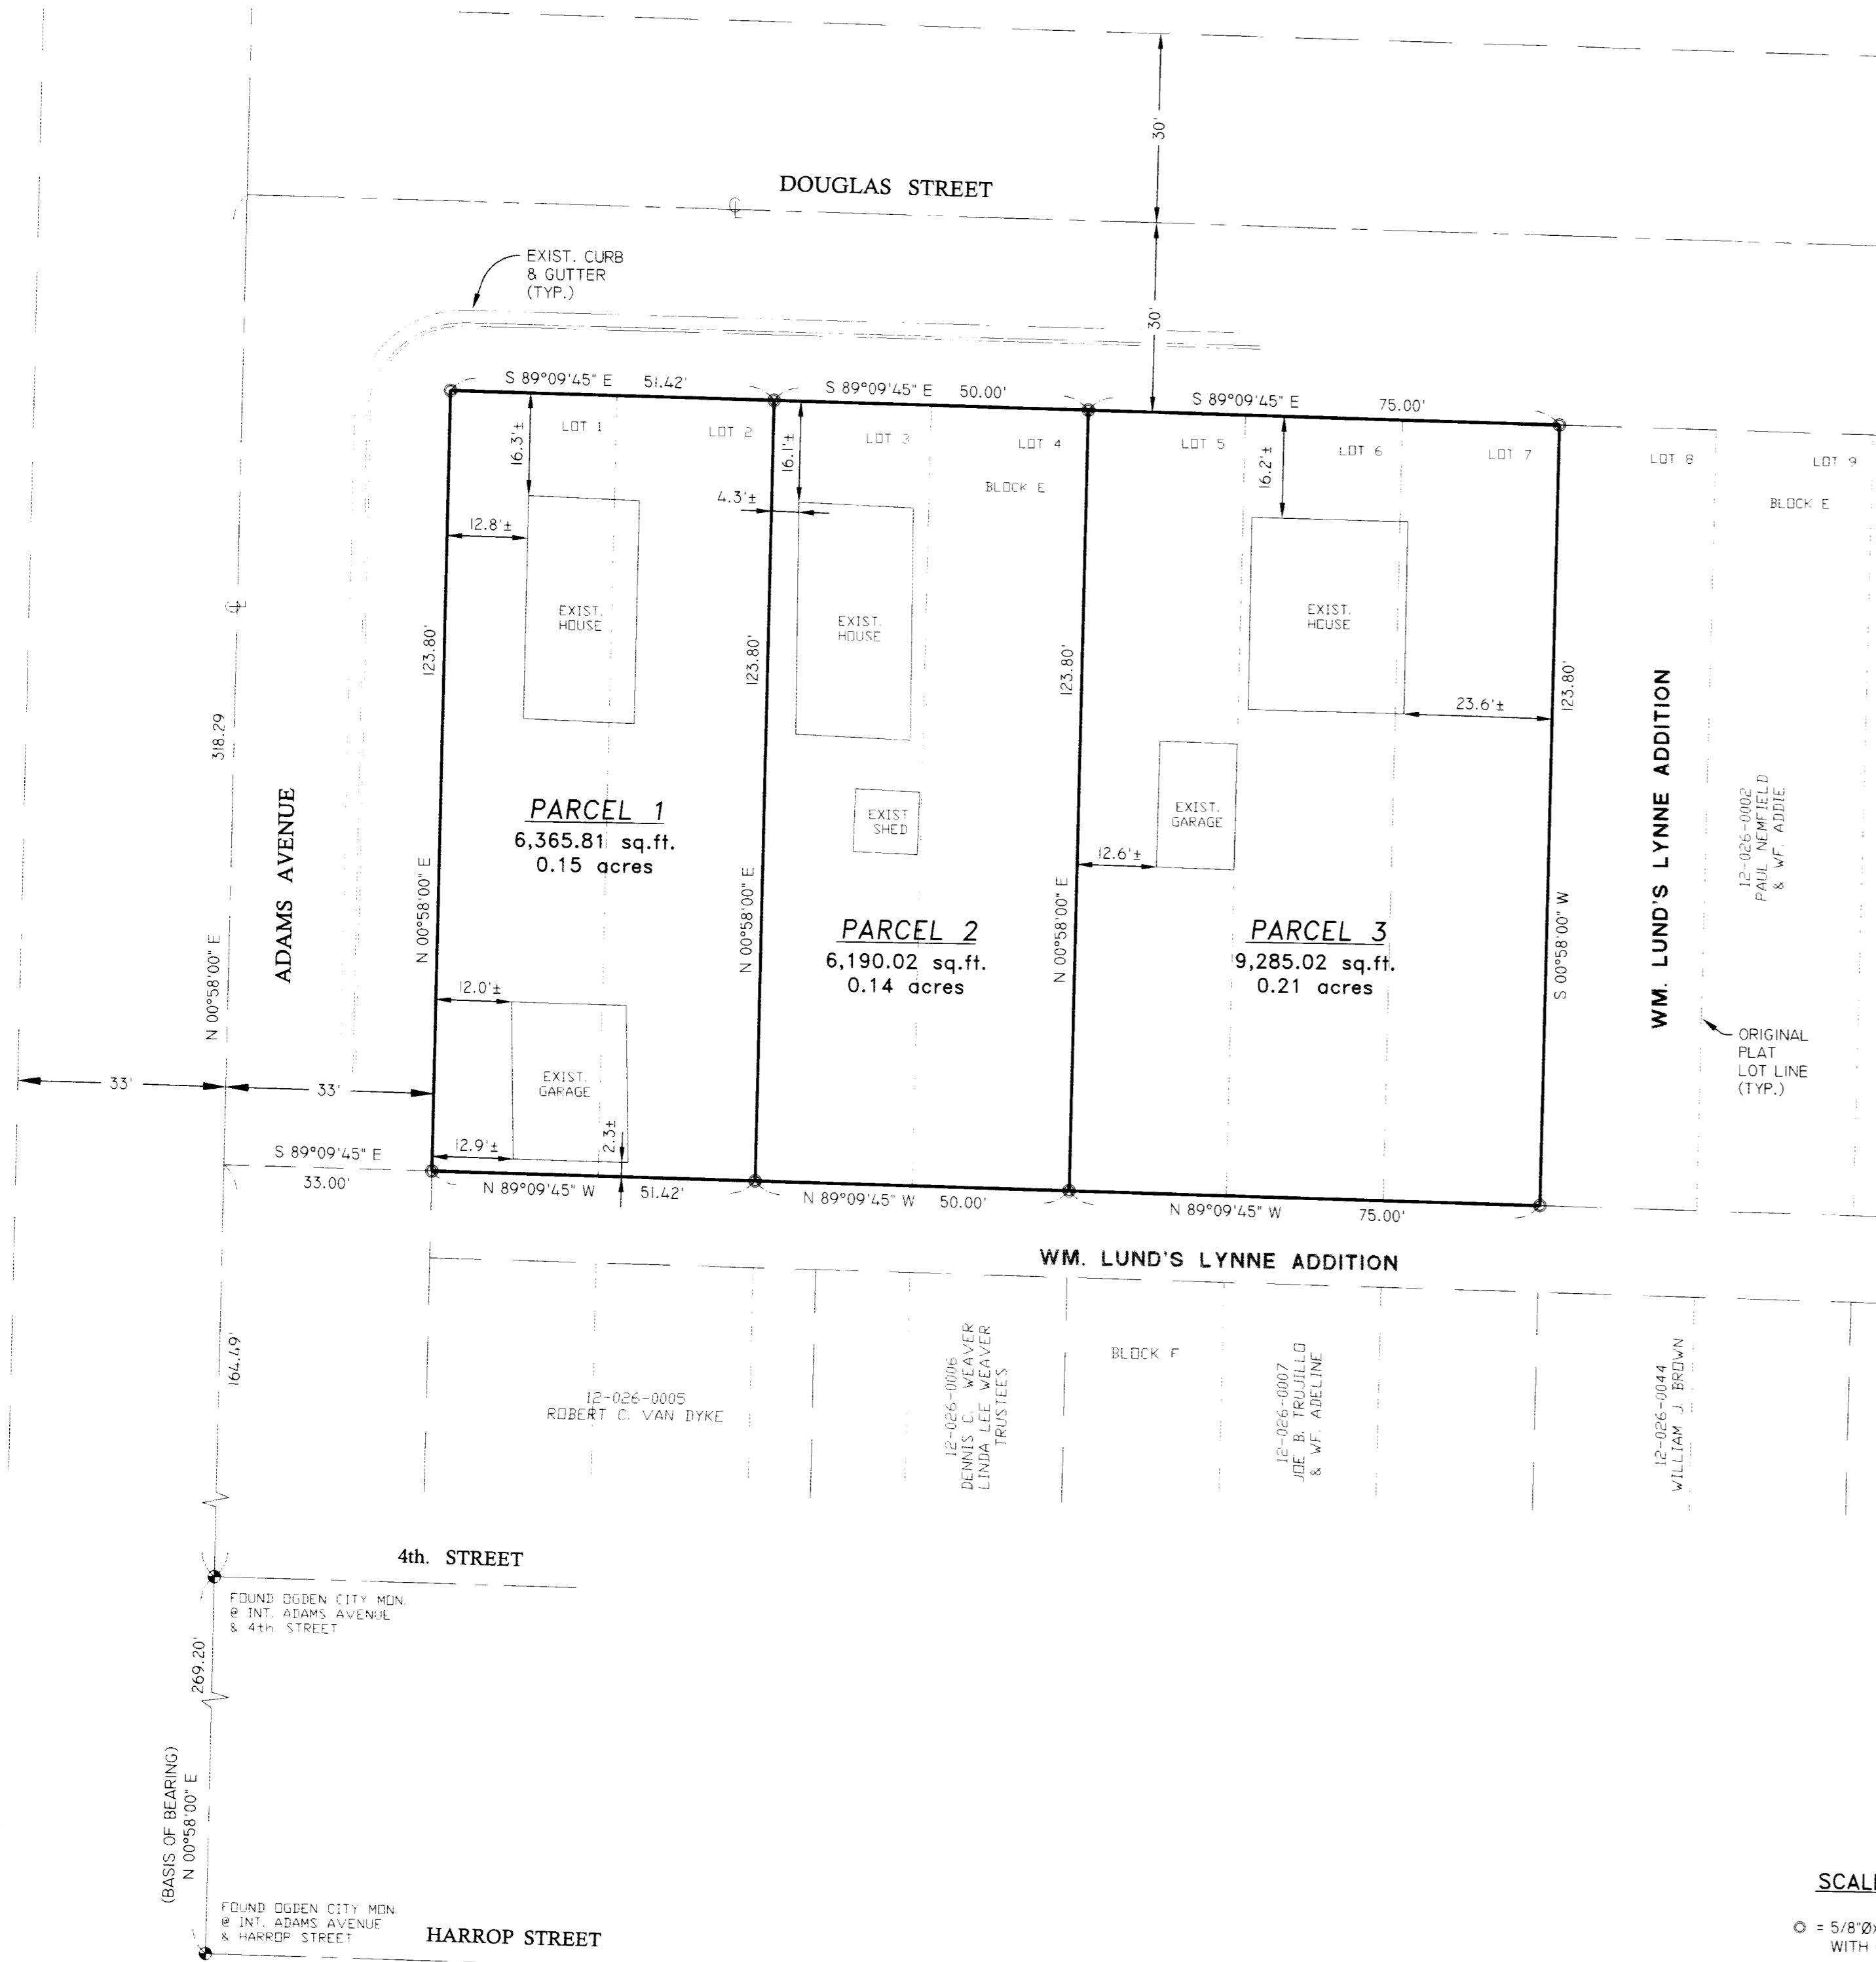 30'
DOUGLAS STREET
EXIST. CURB
& GUTTER
(TYP.)
30'
S 89°09'45" E 51.42'
S 89°09'45" E 50.00'
S 89°09'45" E 75.00'
LOT 1
LOT 2
LOT 3
LOT 4
LOT 5
LOT 6
LOT 7
LOT 8
LOT 9
BLOCK E
BLOCK E
16.3'±
16.1'±
16.2'±
4.3'±
12.8'±
EXIST.
HOUSE
EXIST.
HOUSE
EXIST.
HOUSE
123.80'
123.80'
123.80'
123.80'
23.6'±
318.29
ADAMS AVENUE
N 00°58'00" E
PARCEL 1
6,365.81 sq.ft.
0.15 acres
EXIST
SHED
EXIST.
GARAGE
12.6'±
N 00°58'00" E
N 00°58'00" E
N 00°58'00" E
S 00°58'00" W
PARCEL 2
6,190.02 sq.ft.
0.14 acres
PARCEL 3
9,285.02 sq.ft.
0.21 acres
WM. LUND'S LYNNE ADDITION
12-026-0002
PAUL NEMFIELD
& WF. ADDIE
ORIGINAL
PLAT
LOT LINE
(TYP.)
12.0'±
33'
33'
EXIST.
GARAGE
2.3±
12.9'±
S 89°09'45" E
33.00'
N 89°09'45" W 51.42'
N 89°09'45" W 50.00'
N 89°09'45" W 75.00'
WM. LUND'S LYNNE ADDITION
164.49'
12-026-0005
ROBERT C. VAN DYKE
12-026-0006
DENNIS C. WEAVER
LINDA LEE WEAVER
TRUSTEES
BLOCK F
12-026-0007
JOE B. TRUJILLO
& WF. ADELINE
12-026-0044
WILLIAM J. BROWN
4th. STREET
FOUND OGDEN CITY MON.
@ INT. ADAMS AVENUE
& 4th. STREET
269.20'
(BASIS OF BEARING)
N 00°58'00" E
FOUND OGDEN CITY MON.
@ INT. ADAMS AVENUE
& HARROP STREET
HARROP STREET
= 5/8"Ø
WITH